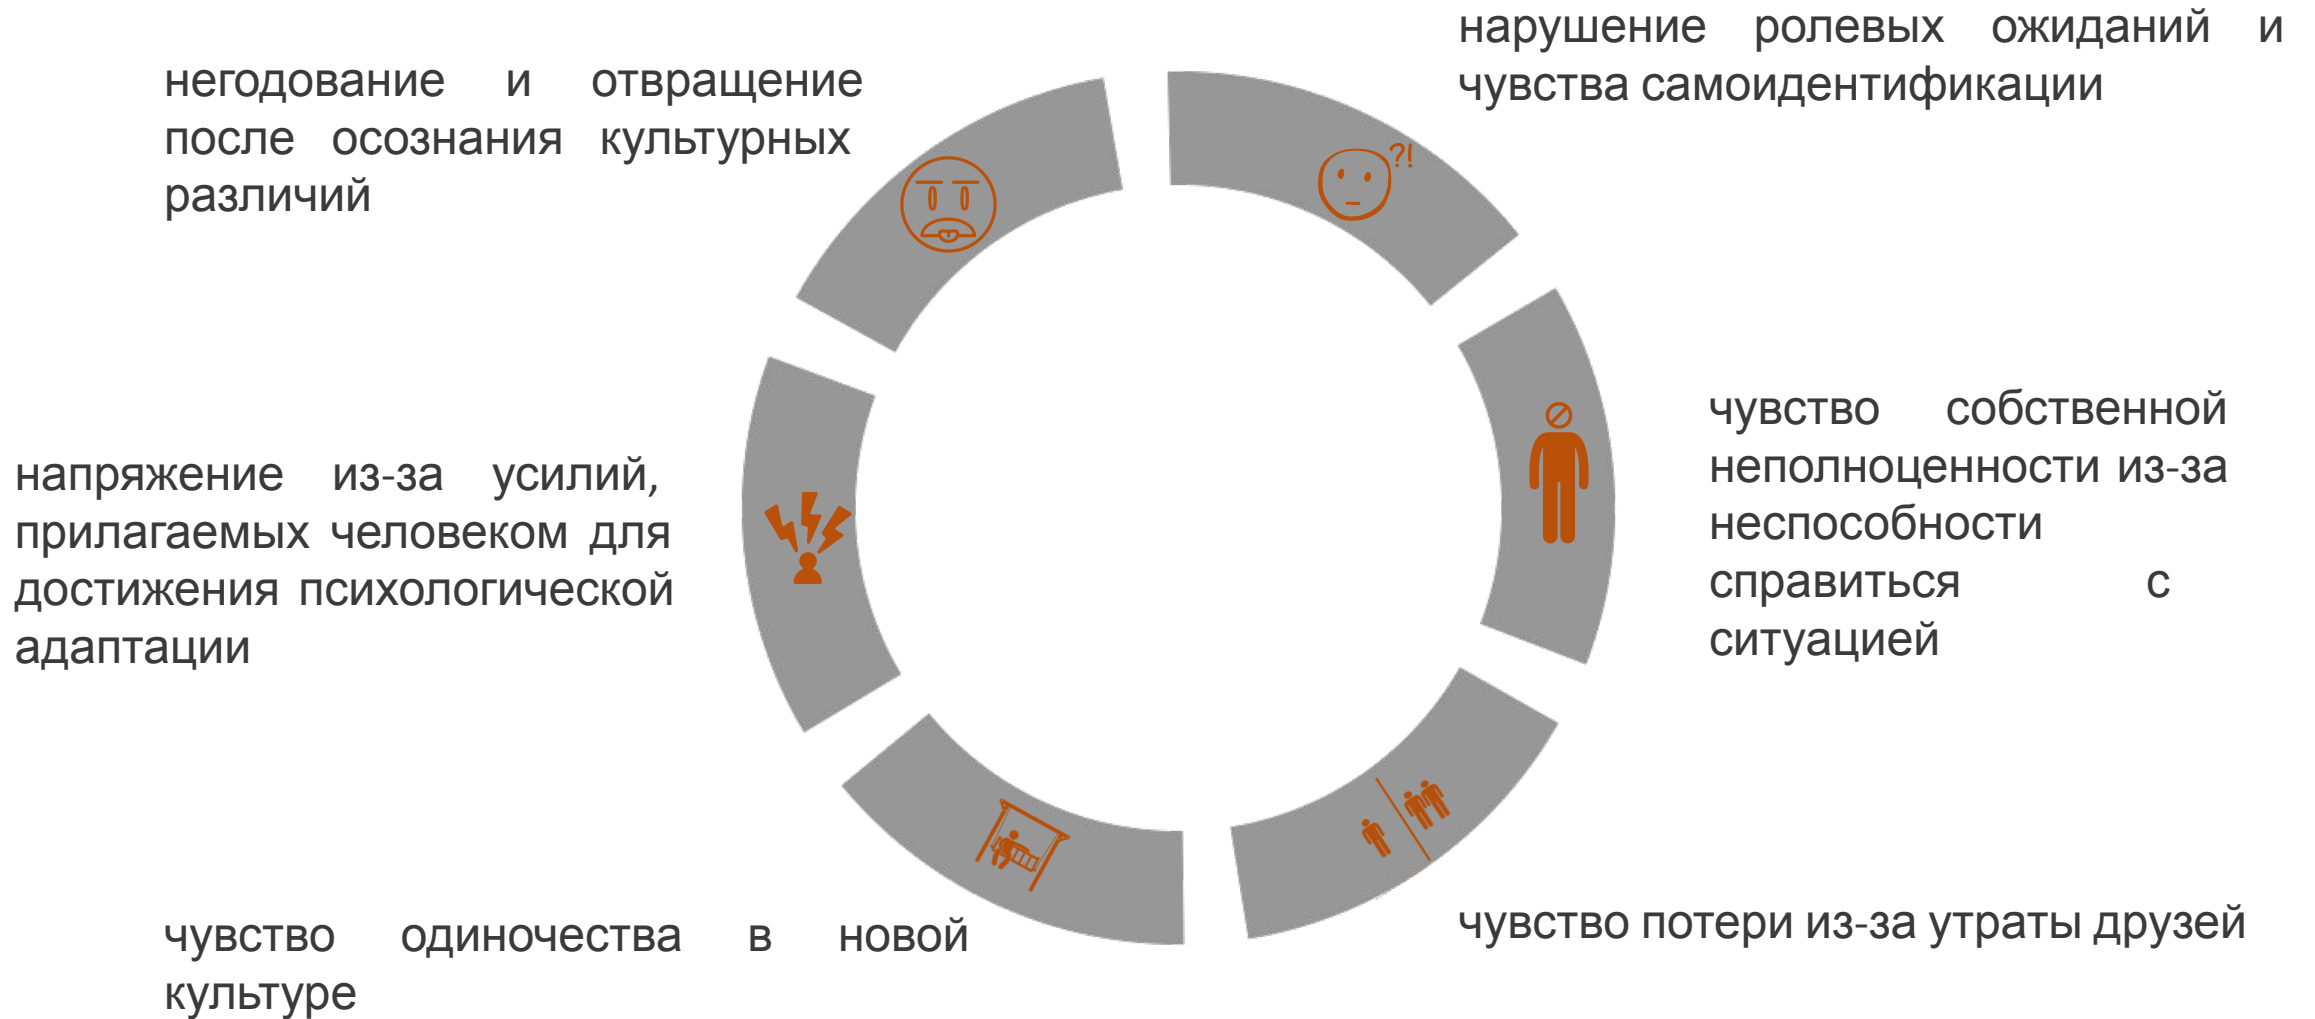 негодование и отвращение
после осознания культурных
различий
нарушение ролевых ожиданий и
чувства самоидентификации
?!
напряжение из-за усилий,
прилагаемых человеком для
достижения психологической
адаптации
чувство собственной
неполноценности из-за
неспособности
справиться с
ситуацией
чувство одиночества в новой
культуре
чувство потери из-за утраты друзей